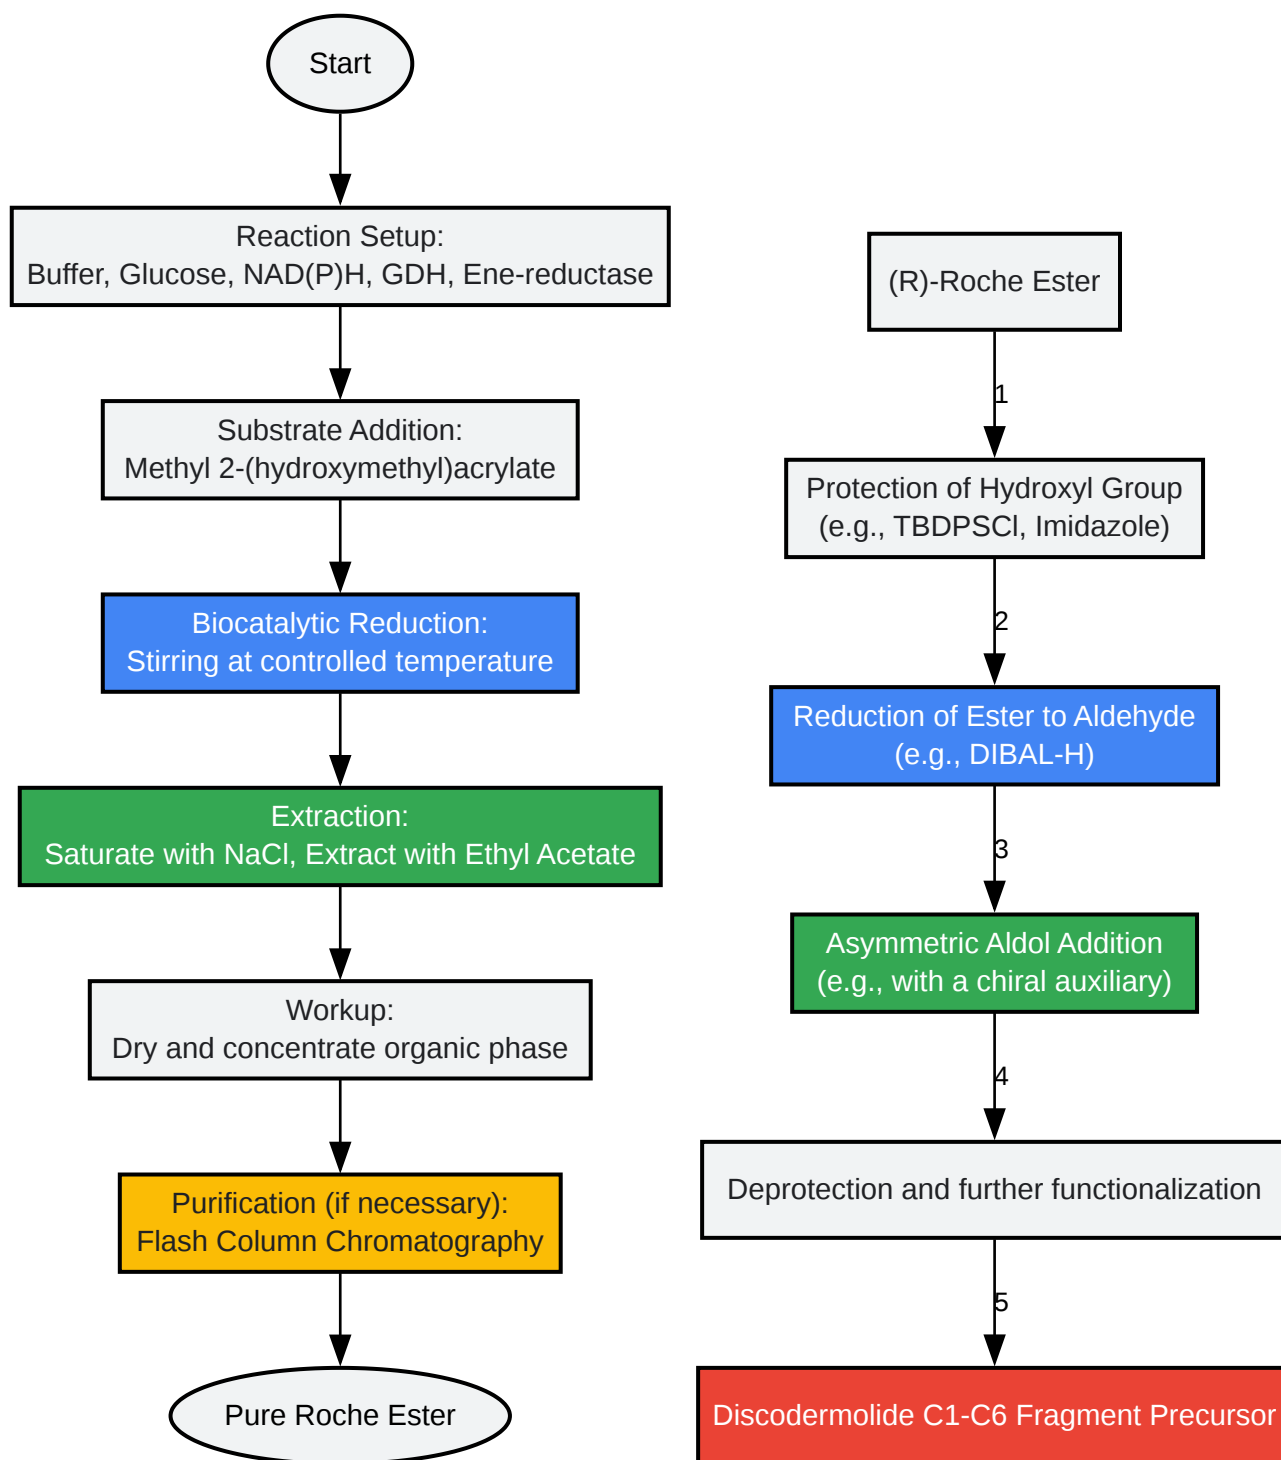 Start
Reaction Setup:
Buffer, Glucose, NAD(P)H, GDH, Ene-reductase
Substrate Addition:
Methyl 2-(hydroxymethyl)acrylate
Biocatalytic Reduction:
Stirring at controlled temperature
Extraction:
Saturate with NaCl, Extract with Ethyl Acetate
Workup:
Dry and concentrate organic phase
Purification (if necessary):
Flash Column Chromatography
Pure Roche Ester
(R)-Roche Ester
1
Protection of Hydroxyl Group
(e.g., TBDPSCl, Imidazole)
2
Reduction of Ester to Aldehyde
(e.g., DIBAL-H)
3
Asymmetric Aldol Addition
(e.g., with a chiral auxiliary)
4
Deprotection and further functionalization
5
Discodermolide C1-C6 Fragment Precursor